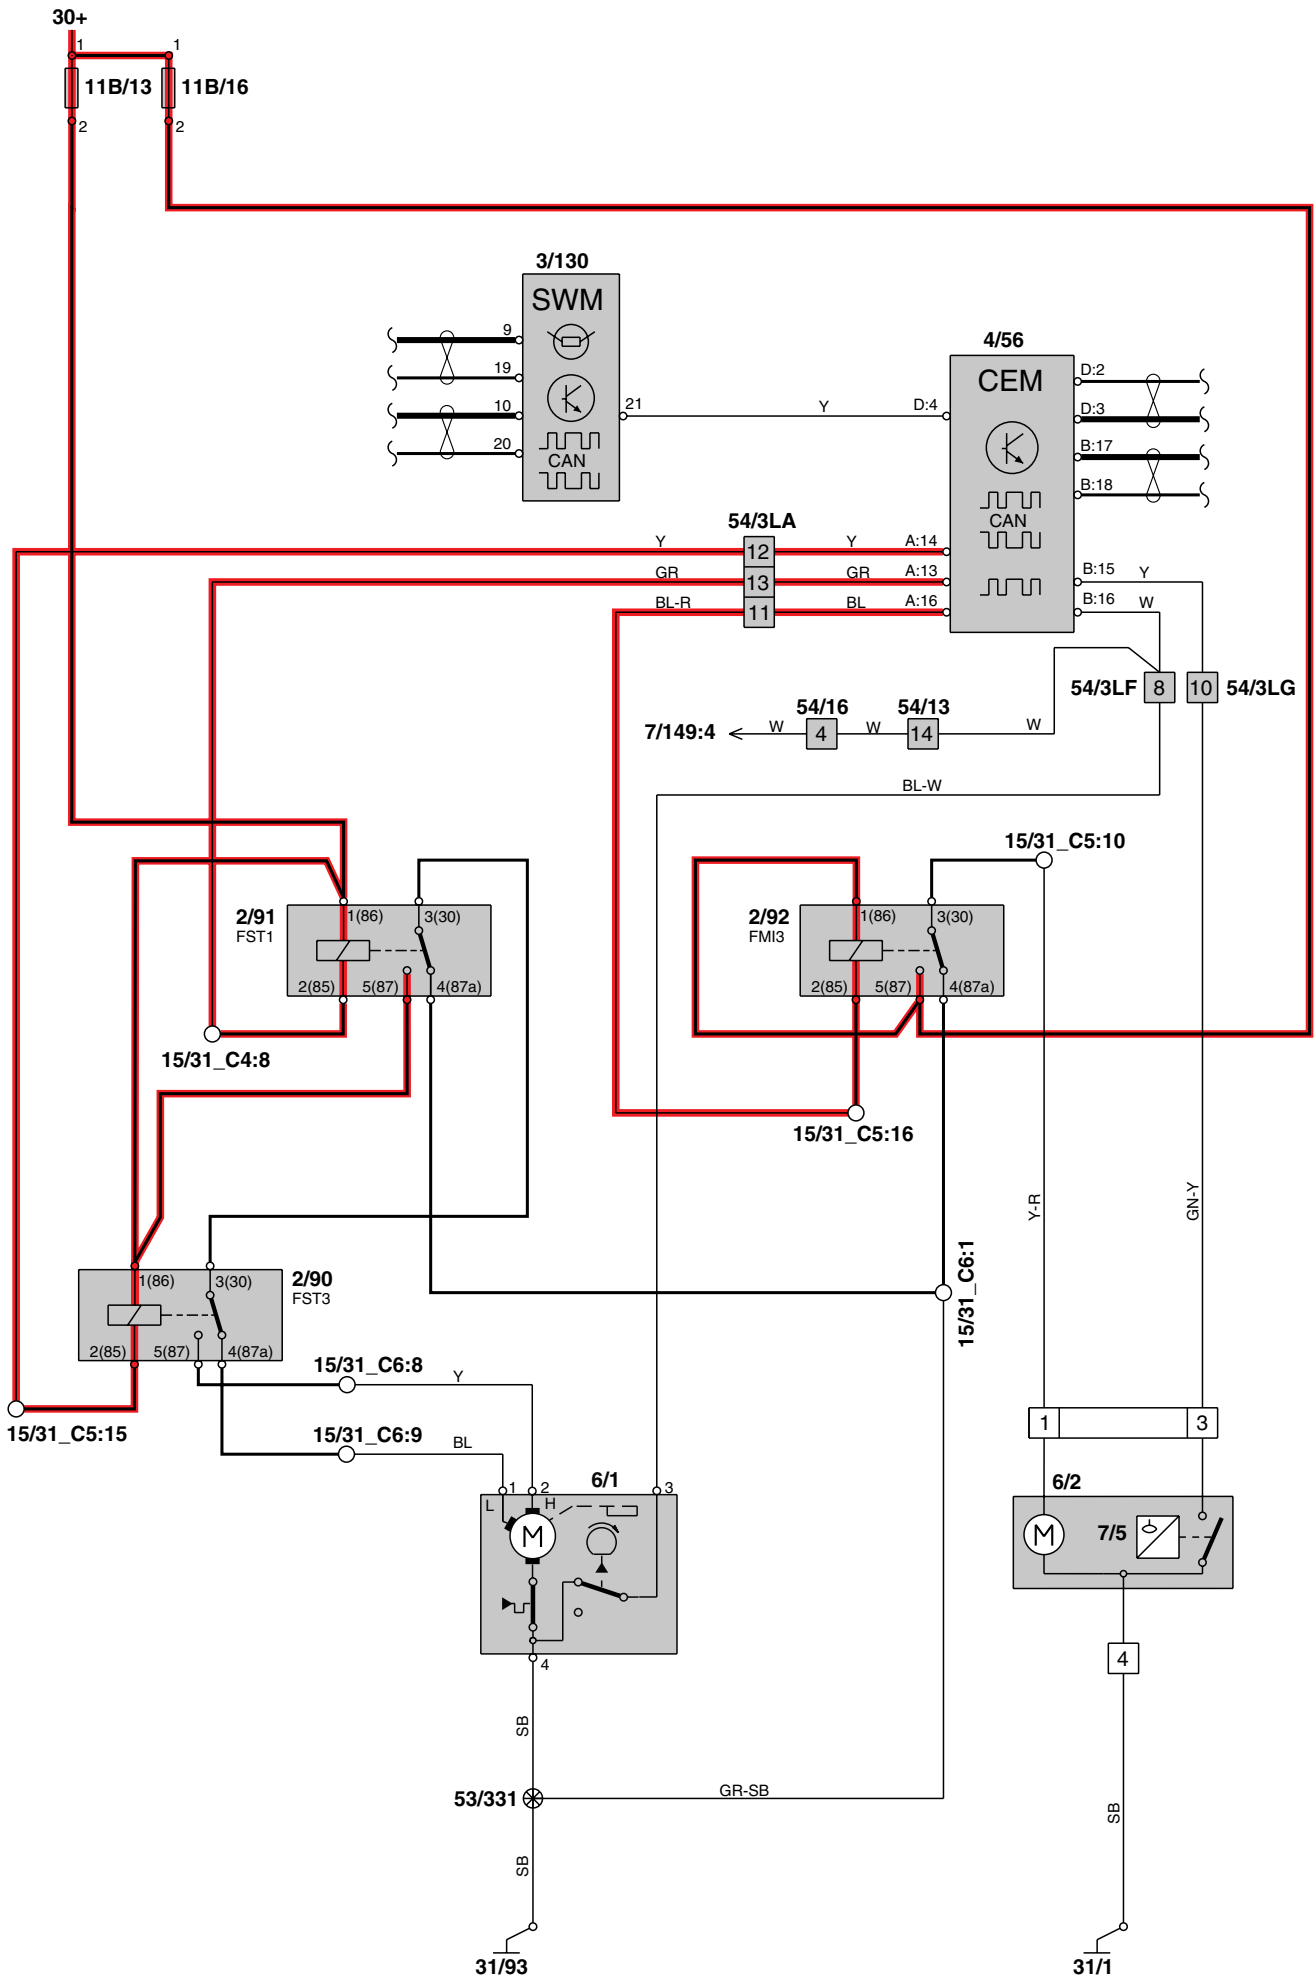 30+
1
1
11B/13
11B/16
2
2
3/130
SWM
9
19
10
20
CAN
21
Y
D:4
4/56
CEM
D:2
D:3
B:17
B:18
CAN
54/3LA
Y
12
Y
A:14
GR
13
GR
A:13
BL-R
11
BL
A:16
B:15
Y
B:16
W
54/3LF
8
10
54/3LG
54/16
54/13
7/149:4
W
4
W
14
W
BL-W
15/31_C5:10
2/91
FST1
1(86)
3(30)
2(85)
5(87)
4(87a)
2/92
FMI3
1(86)
3(30)
2(85)
5(87)
4(87a)
15/31_C4:8
15/31_C5:16
Y-R
GN-Y
15/31_C6:1
1(86)
3(30)
2/90
FST3
2(85)
5(87)
4(87a)
15/31_C6:8
Y
15/31_C5:15
15/31_C6:9
BL
1
3
6/1
1
2
3
L
H
M
4
6/2
M
7/5
4
SB
53/331
GR-SB
SB
SB
31/93
31/1